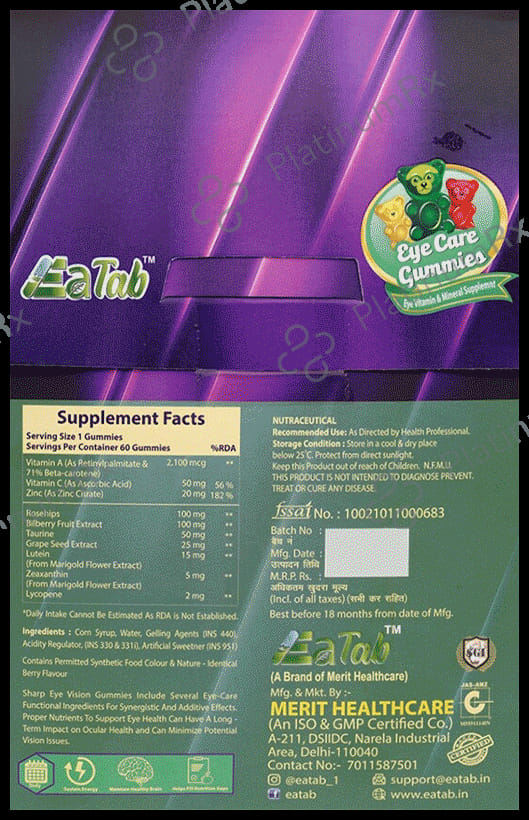 PlatinumRx
EaTab™
Eye Care
Gummies
Eye Vitamin & Mineral Supplemnt
Supplement Facts
Serving Size 1 Gummies
Servings Per Container 60 Gummies %RDA
Vitamin A (As Retinylpalmitate & 2,100 mcg **
71% Beta-carotene)
Vitamin C (As Ascorbic Acid) 50 mg 56 %
Zinc (As Zinc Citrate) 20 mg 182 %
Rosehips 100 mg **
Bilberry Fruit Extract 100 mg **
Taurine 50 mg **
Grape Seed Extract 25 mg **
Lutein 15 mg **
(From Marigold Flower Extract)
Zeaxanthin 5 mg **
(From Marigold Flower Extract)
Lycopene 2 mg **
*Daily Intake Cannot Be Estimated As RDA is Not Established.
Ingredients : Corn Syrup, Water, Gelling Agents (INS 440),
Acidity Regulator, (INS 330 & 331i), Artificial Sweetner (INS 951)
Contains Permitted Synthetic Food Colour & Nature - Identical
Berry Flavour
Sharp Eye Vision Gummies Include Several Eye-Care
Functional Ingredients For Synergistic And Additive Effects.
Proper Nutrients To Support Eye Health Can Have A Long -
Term Impact on Ocular Health and Can Minimize Potential
Vision Issues.
Daily
Sustain Energy
Maintain Healthy Brain
Helps Fill Nutrition Gaps
NUTRACEUTICAL
Recommended Use: As Directed by Health Professional.
Storage Condition : Store in a cool & dry place
below 25°C. Protect from direct sunlight.
Keep this Product out of reach of Children. N.F.M.U.
THIS PRODUCT IS NOT INTENDED TO DIAGNOSE PREVENT.
TREAT OR CURE ANY DISEASE.
fssai No. : 10021011000683
Batch No :
बैच नं
Mfg. Date :
उत्पादन तिथि
M.R.P. Rs. :
अधिकतम खुदरा मूल्य
(Incl. of all taxes) (सभी कर सहित)
Best before 18 months from date of Mfg.
EaTab™
(A Brand of Merit Healthcare)
Mfg. & Mkt. By :-
MERIT HEALTHCARE
(An ISO & GMP Certified Co.)
A-211, DSIIDC, Narela Industrial
Area, Delhi-110040
Contact No:- 7011587501
@eatab_1 support@eatab.in
eatab www.eatab.in
SGI
JAS-ANZ
CERTIFIED